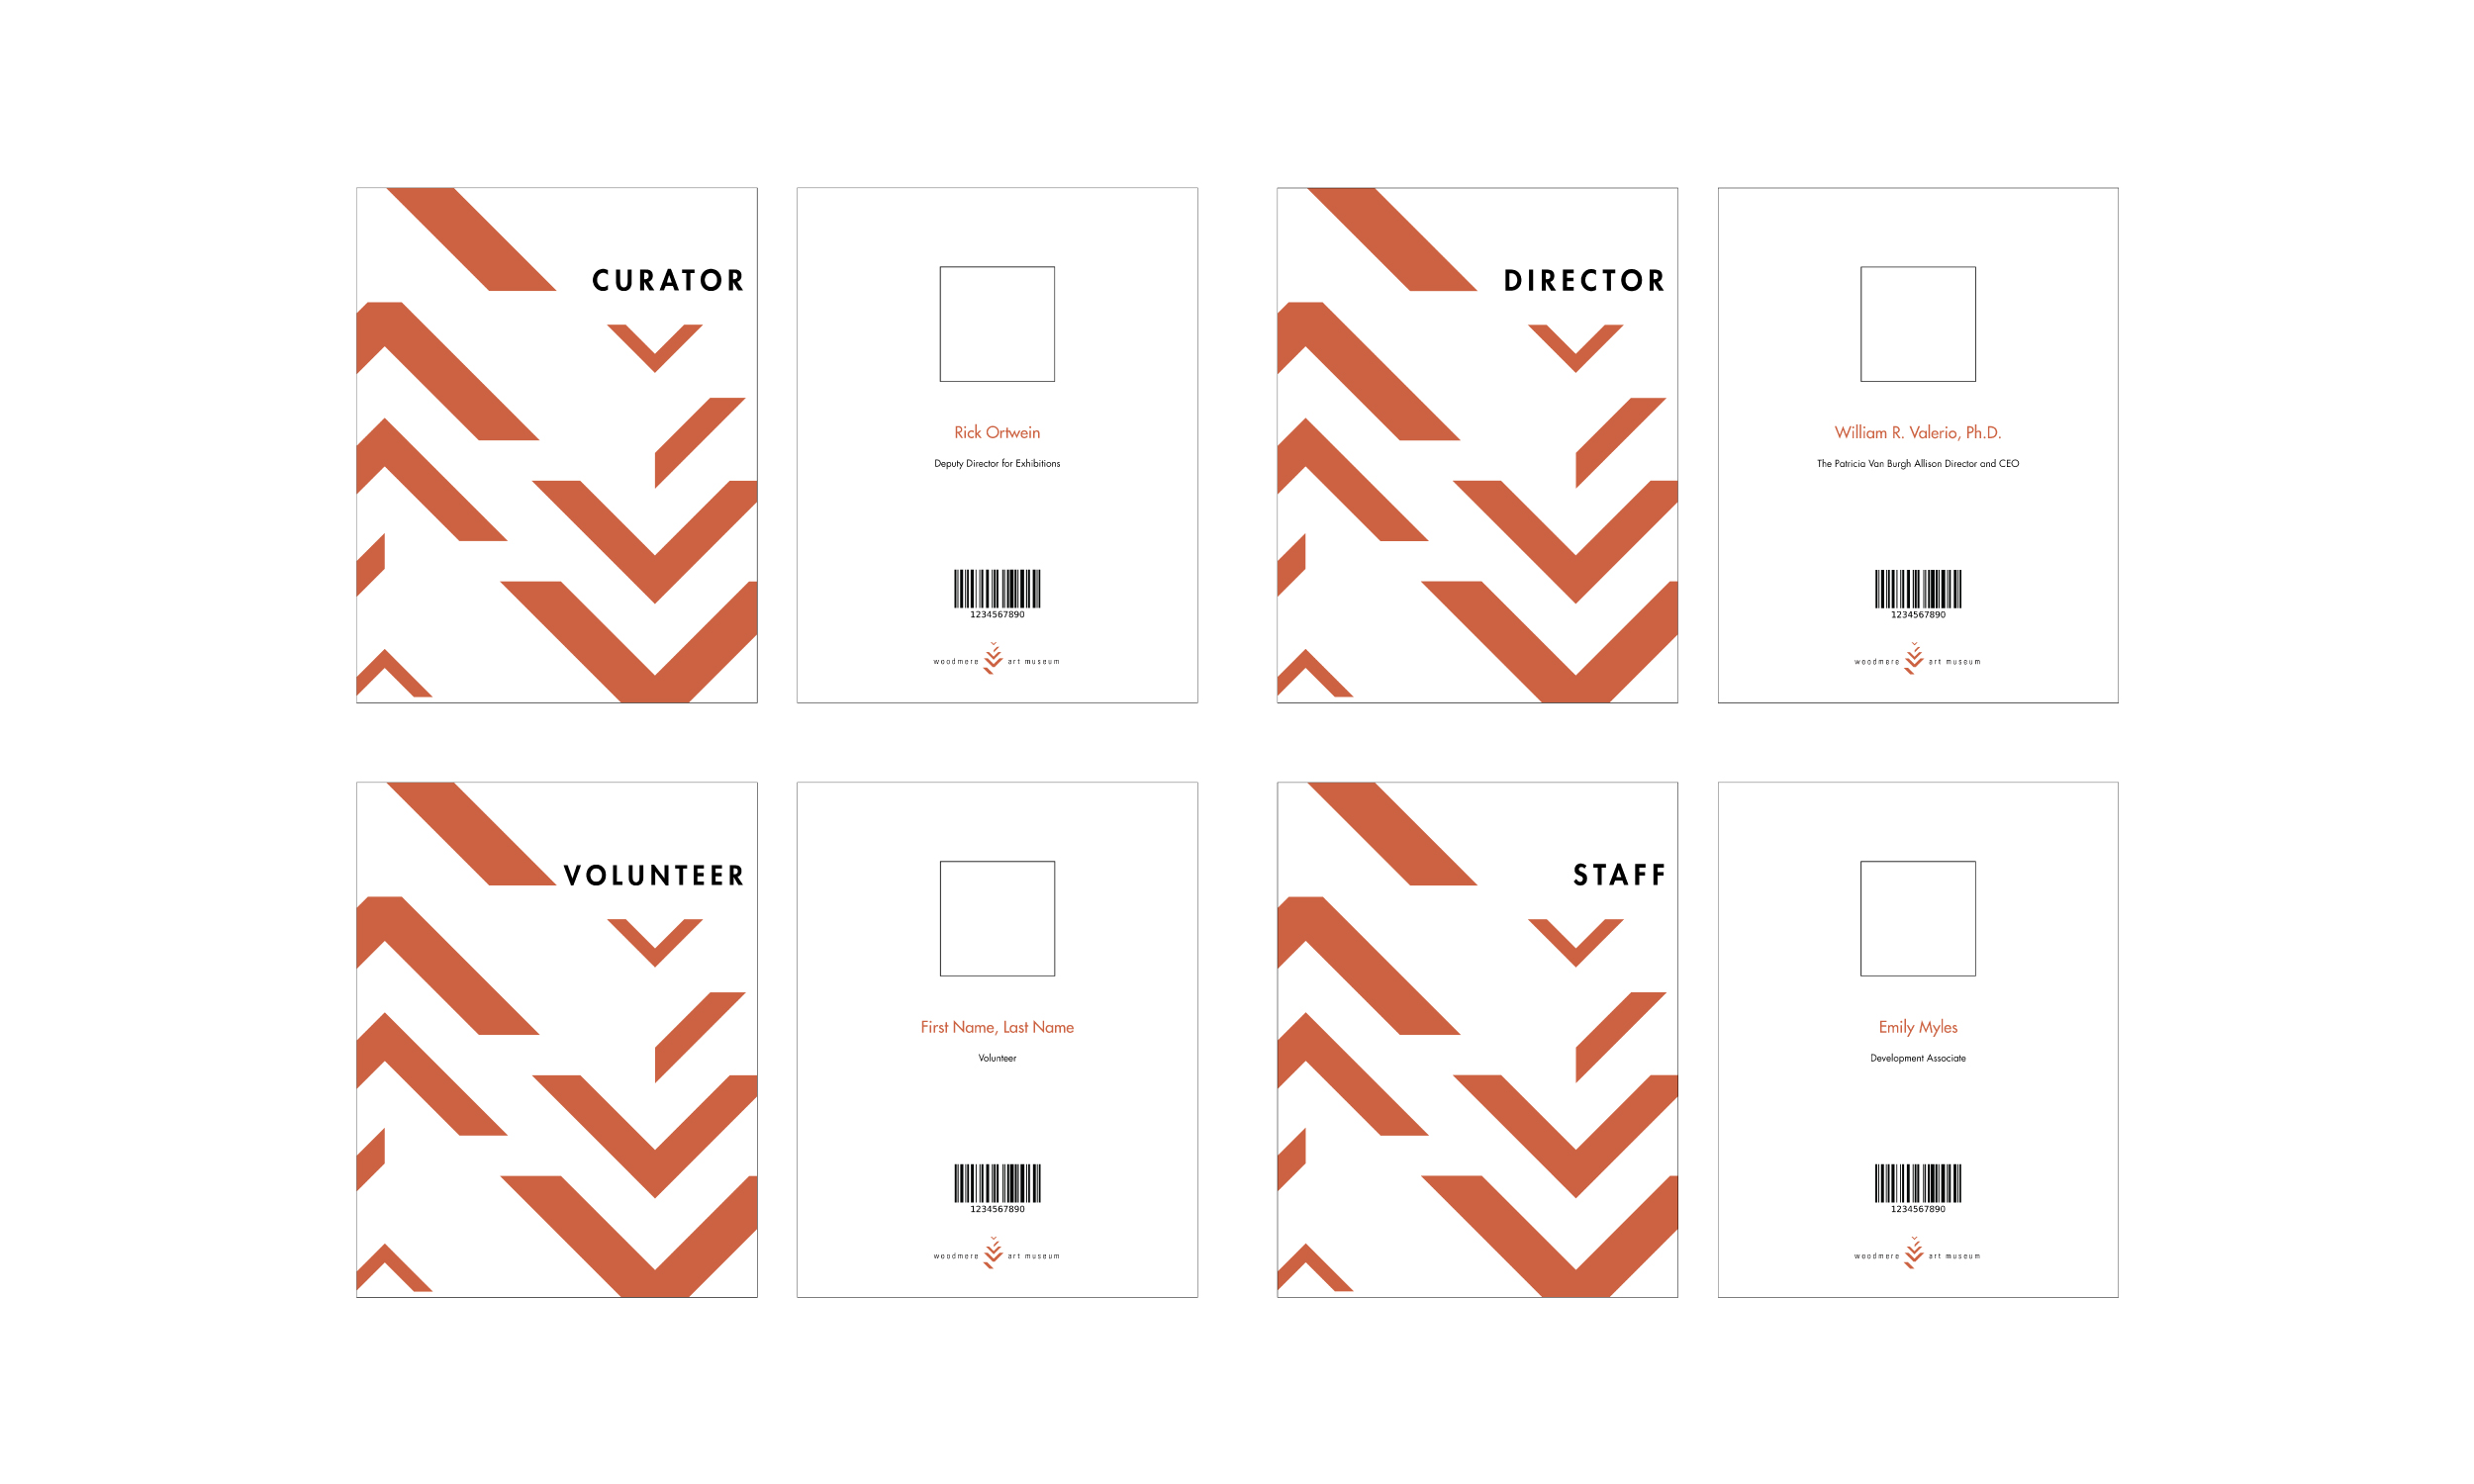 CURATOR
Rick Ortwein
Deputy Director for Exhibitions
1234567890
woodmere art museum
DIRECTOR
William R. Valerio, Ph.D.
The Patricia Van Burgh Allison Director and CEO
1234567890
woodmere art museum
VOLUNTEER
First Name, Last Name
Volunteer
1234567890
woodmere art museum
STAFF
Emily Myles
Development Associate
1234567890
woodmere art museum